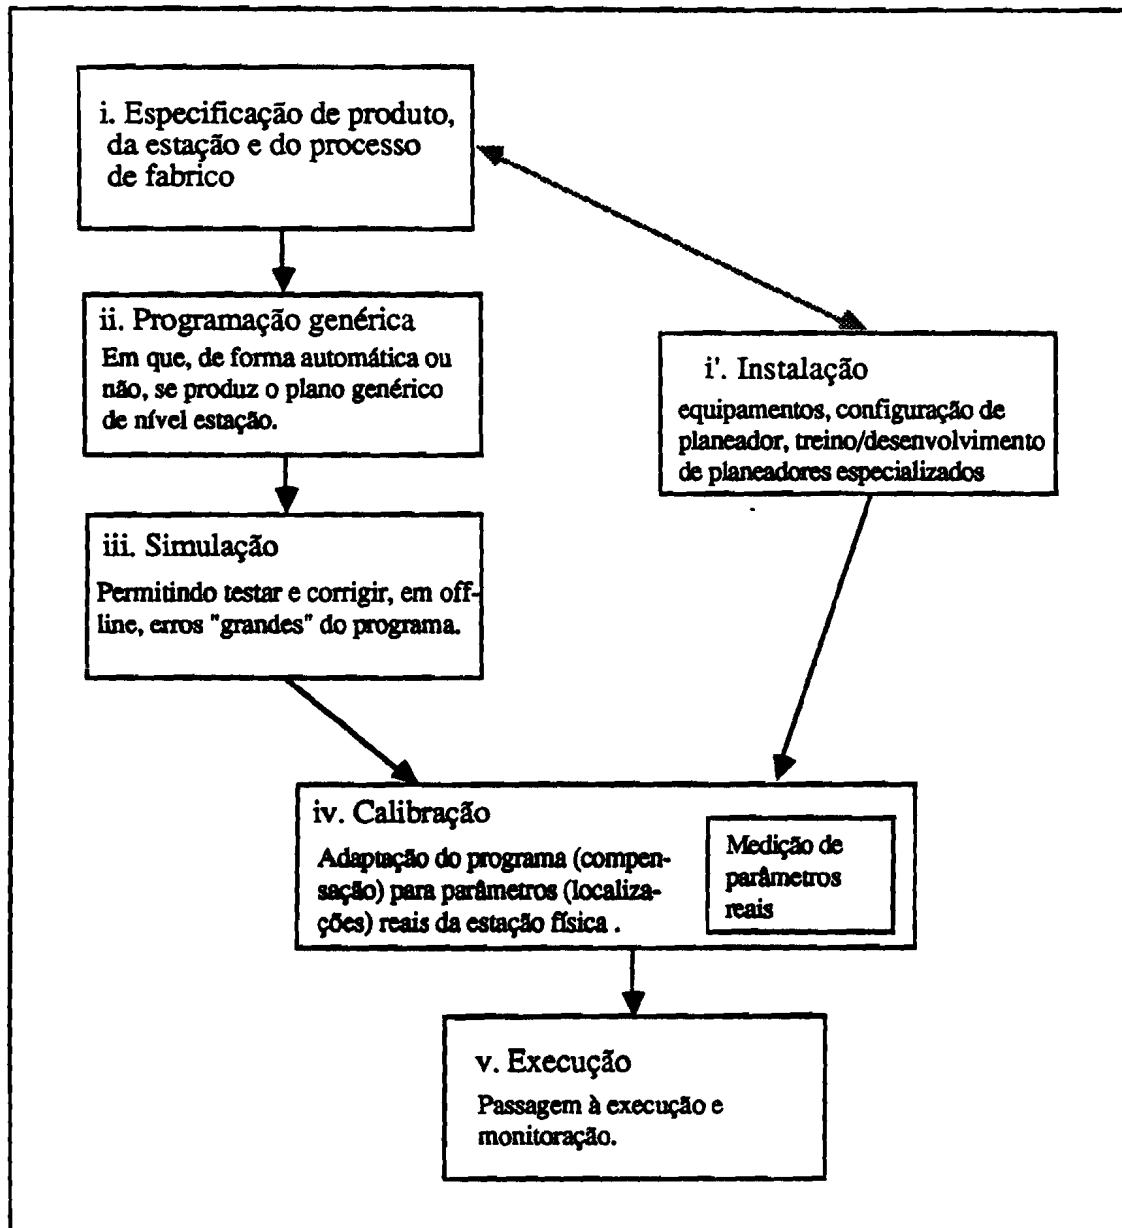 i. Especificação de produto,
da estação e do processo
de fabrico
ii. Programação genérica
Em que, de forma automática ou
não, se produz o plano genérico
de nível estação.
i'. Instalação
equipamentos, configuração de
planeador, treino/desenvolvimento
de planeadores especializados
iii. Simulação
Permitindo testar e corrigir, em off-
line, erros "grandes" do programa.
iv. Calibração
Adaptação do programa (compen-
sação) para parâmetros (localiza-
ções) reais da estação física .
Medição de
parâmetros
reais
v. Execução
Passagem à execução e
monitoração.